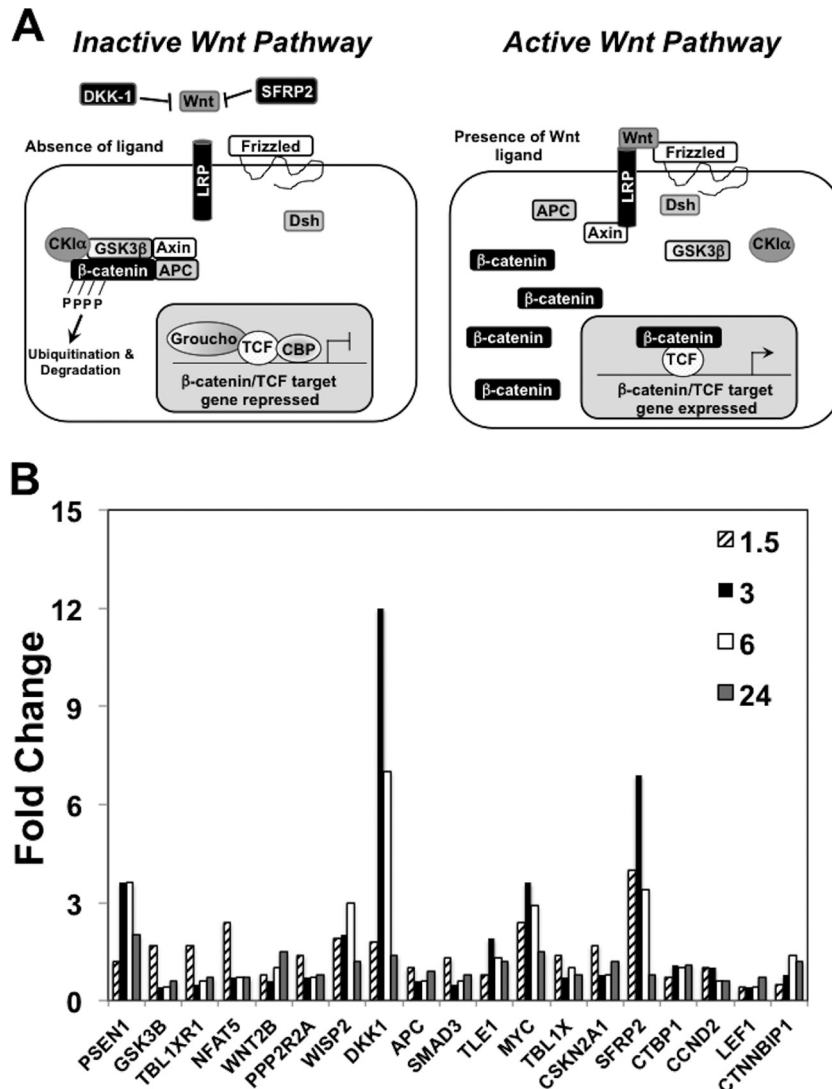 A
Inactive Wnt Pathway
DKK-1
Wnt
SFRP2
Absence of ligand
Frizzled
LRP
Dsh
CKIα
GSK3β
Axin
β-catenin
APC
P P P P
Ubiquitination &
Degradation
Groucho
TCF
CBP
β-catenin/TCF target
gene repressed
Active Wnt Pathway
Presence of Wnt
ligand
Wnt
Frizzled
LRP
APC
Axin
Dsh
GSK3β
CKIα
β-catenin
β-catenin
β-catenin
β-catenin
β-catenin
TCF
β-catenin/TCF target
gene expressed
B
Fold Change
15
12
9
6
3
0
1.5
3
6
24
PSEN1
GSK3B
TBL1XR1
NFAT5
WNT2B
PPP2R2A
WISP2
DKK1
APC
SMAD3
TLE1
MYC
TBL1X
CSKN2A1
SFRP2
CTBP1
CCND2
LEF1
CTNNBIP1